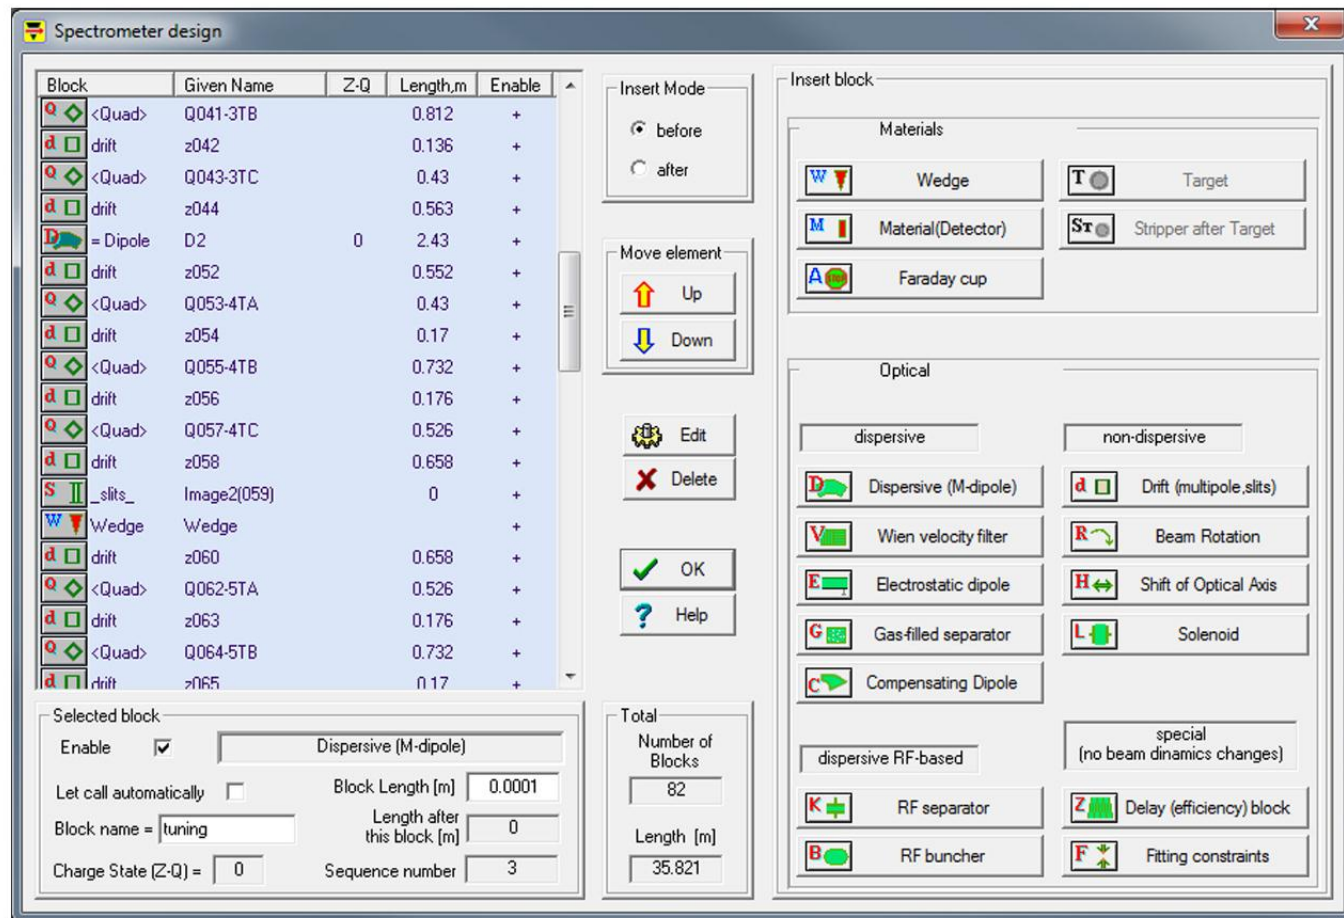 Spectrometer design
Block Given Name Z-Q Length,m Enable
Q <Quad> Q041-3TB 0.812 +
d drift z042 0.136 +
Q <Quad> Q043-3TC 0.43 +
d drift z044 0.563 +
D = Dipole D2 0 2.43 +
d drift z052 0.552 +
Q <Quad> Q053-4TA 0.43 +
d drift z054 0.17 +
Q <Quad> Q055-4TB 0.732 +
d drift z056 0.176 +
Q <Quad> Q057-4TC 0.526 +
d drift z058 0.658 +
S _slits_ Image2(059) 0 +
W Wedge Wedge +
d drift z060 0.658 +
Q <Quad> Q062-5TA 0.526 +
d drift z063 0.176 +
Q <Quad> Q064-5TB 0.732 +
d drift z065 0.17 +
Selected block
Enable Dispersive (M-dipole)
Let call automatically Block Length [m] 0.0001
Block name = tuning Length after
this block [m] 0
Charge State (Z-Q) = 0 Sequence number 3
Insert Mode
before
after
Move element
Up
Down
Edit
Delete
OK
? Help
Total
Number of
Blocks
82
Length [m]
35.821
Insert block
Materials
W Wedge
T Target
M Material(Detector)
ST Stripper after Target
A STOP Faraday cup
Optical
dispersive
non-dispersive
D Dispersive (M-dipole)
d Drift (multipole,slits)
V Wien velocity filter
R Beam Rotation
E Electrostatic dipole
H Shift of Optical Axis
G Gas-filled separator
L Solenoid
C Compensating Dipole
dispersive RF-based
special
(no beam dinamics changes)
K RF separator
Z Delay (efficiency) block
B RF buncher
F Fitting constraints